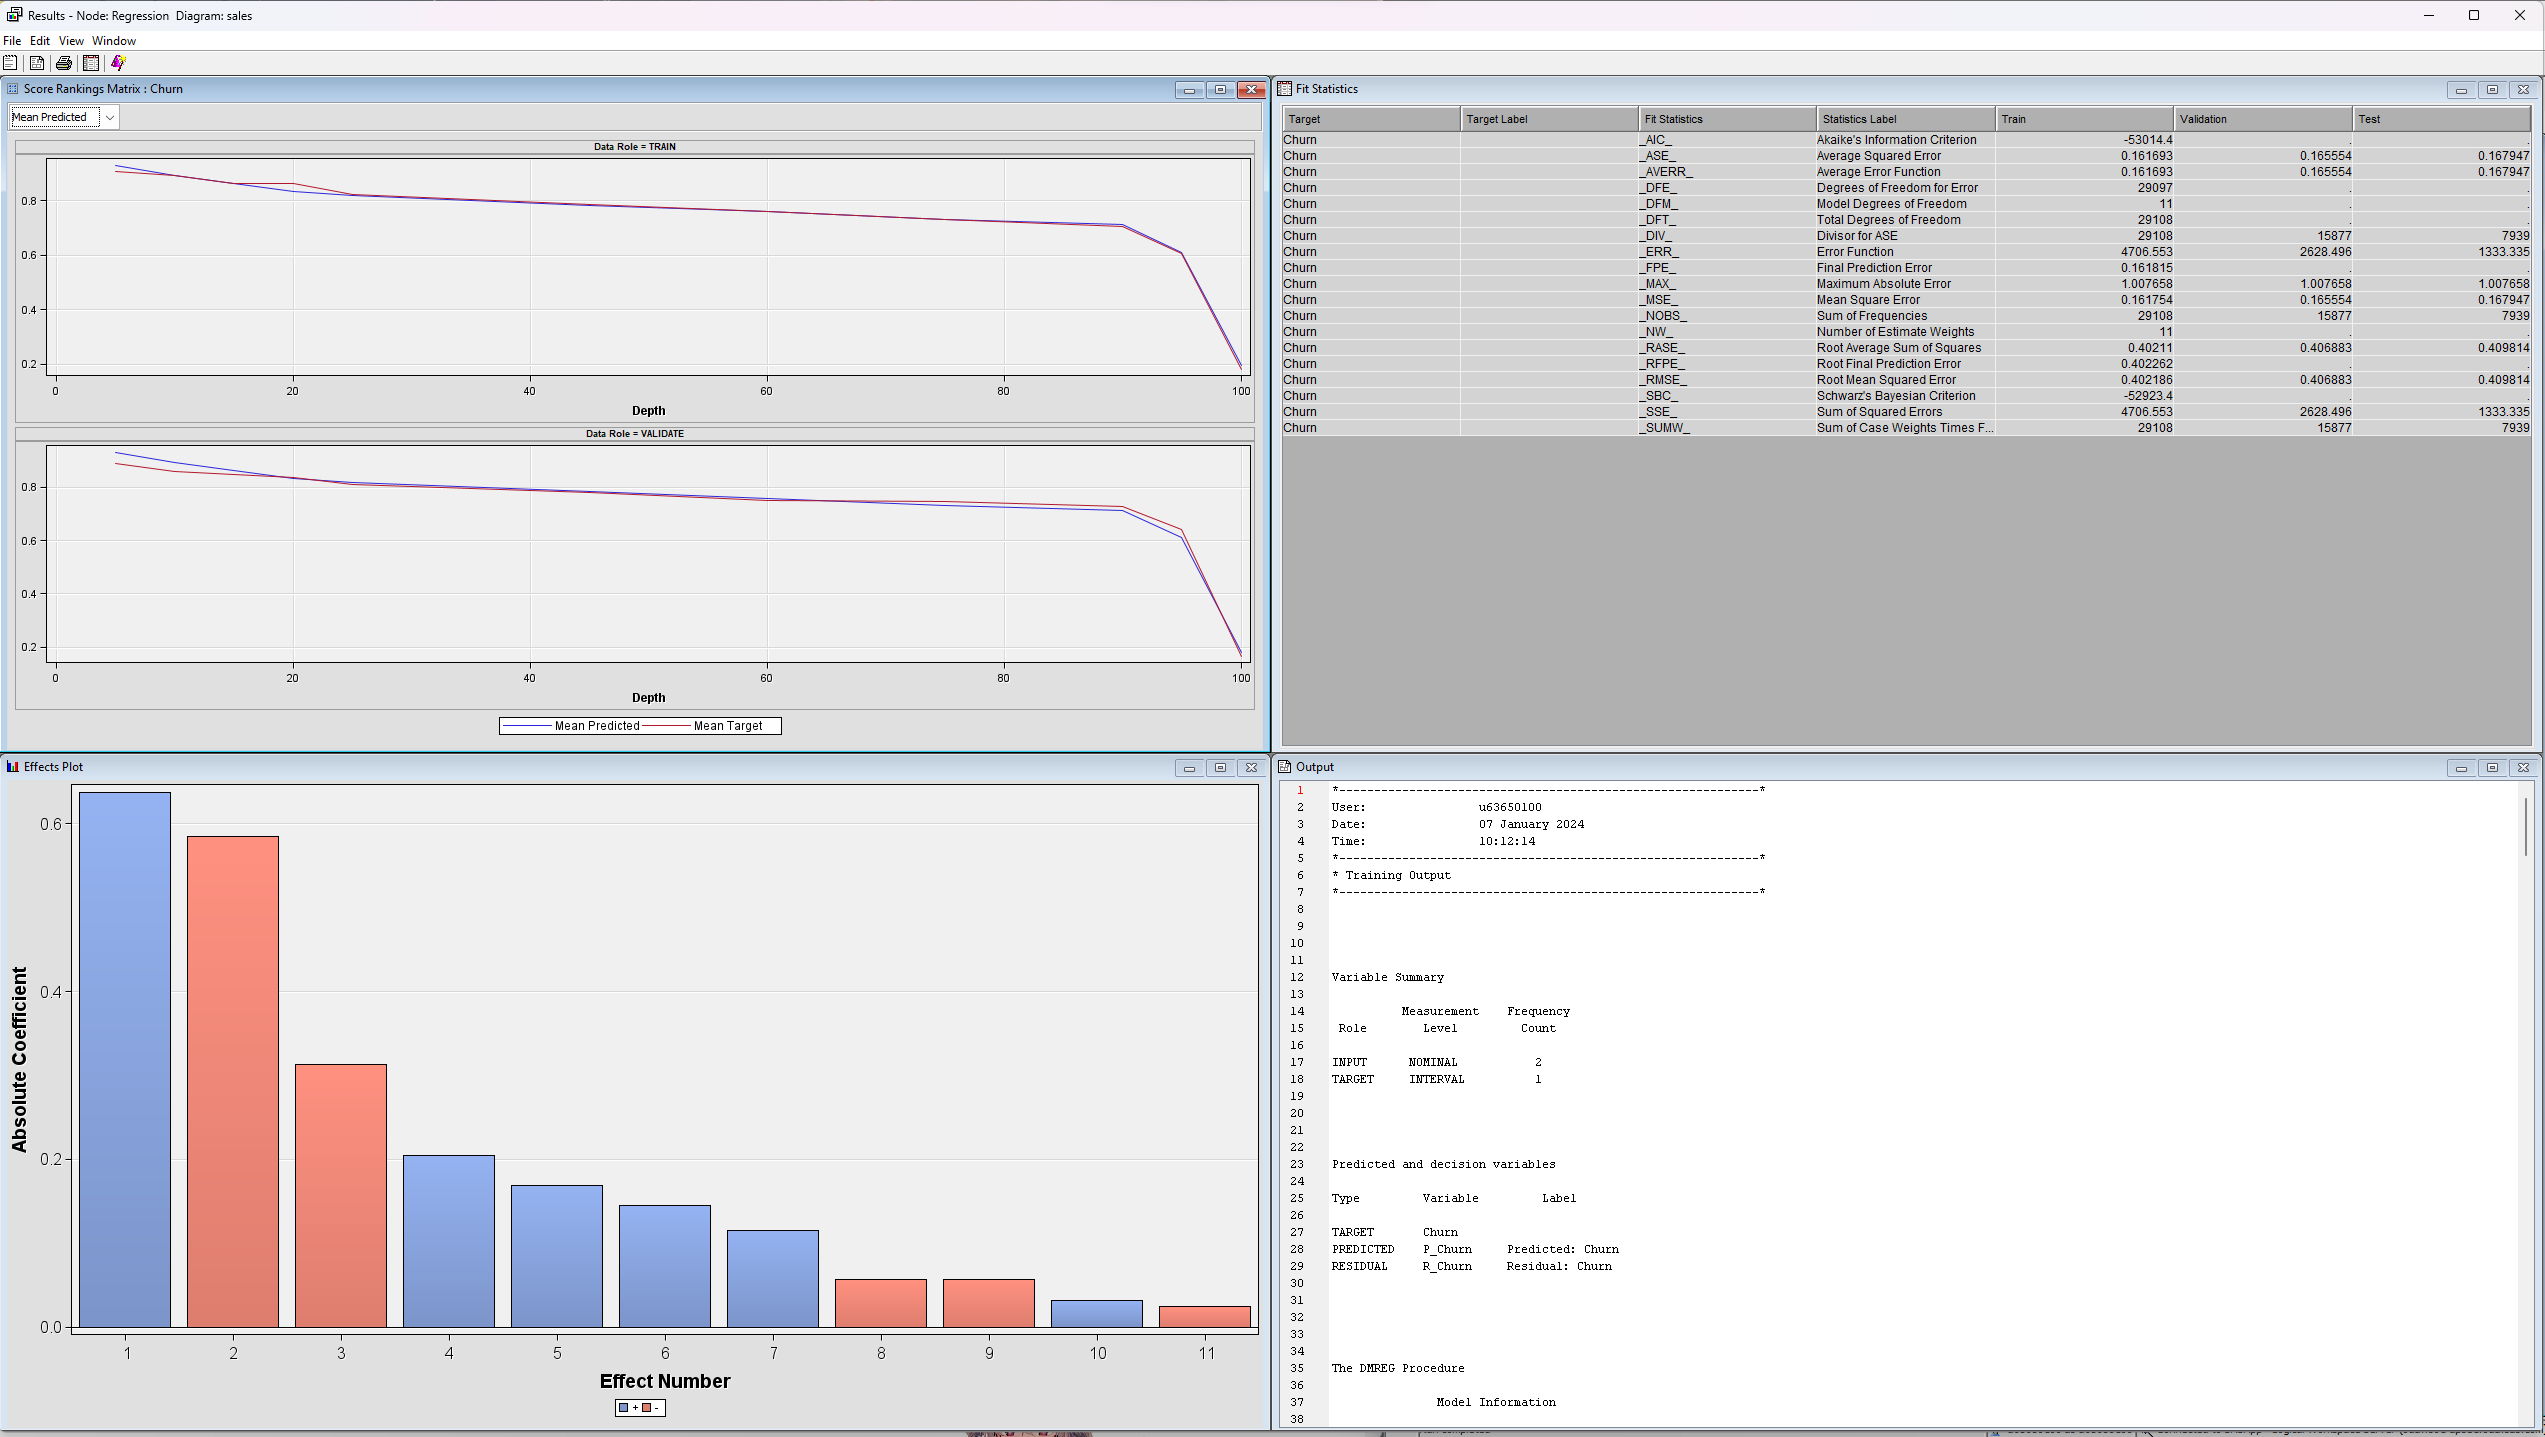 Results - Node: Regression  Diagram: sales
File  Edit  View  Window
Score Rankings Matrix : Churn
Mean Predicted
Data Role = TRAIN
0.8
0.6
0.4
0.2
0  20  40  60  80  100
Depth
Data Role = VALIDATE
0.8
0.6
0.4
0.2
0  20  40  60  80  100
Depth
Mean Predicted  Mean Target
Fit Statistics
Target  Target Label  Fit Statistics  Statistics Label  Train  Validation  Test
Churn  _AIC_  Akaike's Information Criterion  -53014.4  .  .
Churn  _ASE_  Average Squared Error  0.161693  0.165554  0.167947
Churn  _AVERR_  Average Error Function  0.161693  0.165554  0.167947
Churn  _DFE_  Degrees of Freedom for Error  29097  .  .
Churn  _DFM_  Model Degrees of Freedom  11  .  .
Churn  _DFT_  Total Degrees of Freedom  29108  .  .
Churn  _DIV_  Divisor for ASE  29108  15877  7939
Churn  _ERR_  Error Function  4706.553  2628.496  1333.335
Churn  _FPE_  Final Prediction Error  0.161815  .  .
Churn  _MAX_  Maximum Absolute Error  1.007658  1.007658  1.007658
Churn  _MSE_  Mean Square Error  0.161754  0.165554  0.167947
Churn  _NOBS_  Sum of Frequencies  29108  15877  7939
Churn  _NW_  Number of Estimate Weights  11  .  .
Churn  _RASE_  Root Average Sum of Squares  0.40211  0.406883  0.409814
Churn  _RFPE_  Root Final Prediction Error  0.402262  .  .
Churn  _RMSE_  Root Mean Squared Error  0.402186  0.406883  0.409814
Churn  _SBC_  Schwarz's Bayesian Criterion  -52923.4  .  .
Churn  _SSE_  Sum of Squared Errors  4706.553  2628.496  1333.335
Churn  _SUMW_  Sum of Case Weights Times F...  29108  15877  7939
Effects Plot
Absolute Coefficient
0.6
0.4
0.2
0.0
1  2  3  4  5  6  7  8  9  10  11
Effect Number
+  -
Output
1  *------------------------------------------------------------*
2  User:  u63650100
3  Date:  07 January 2024
4  Time:  10:12:14
5  *------------------------------------------------------------*
6  * Training Output
7  *------------------------------------------------------------*
8
9
10
11
12  Variable Summary
13
14  Measurement  Frequency
15  Role  Level  Count
16
17  INPUT  NOMINAL  2
18  TARGET  INTERVAL  1
19
20
21
22
23  Predicted and decision variables
24
25  Type  Variable  Label
26
27  TARGET  Churn
28  PREDICTED  P_Churn  Predicted: Churn
29  RESIDUAL  R_Churn  Residual: Churn
30
31
32
33
34
35  The DMREG Procedure
36
37  Model Information
38